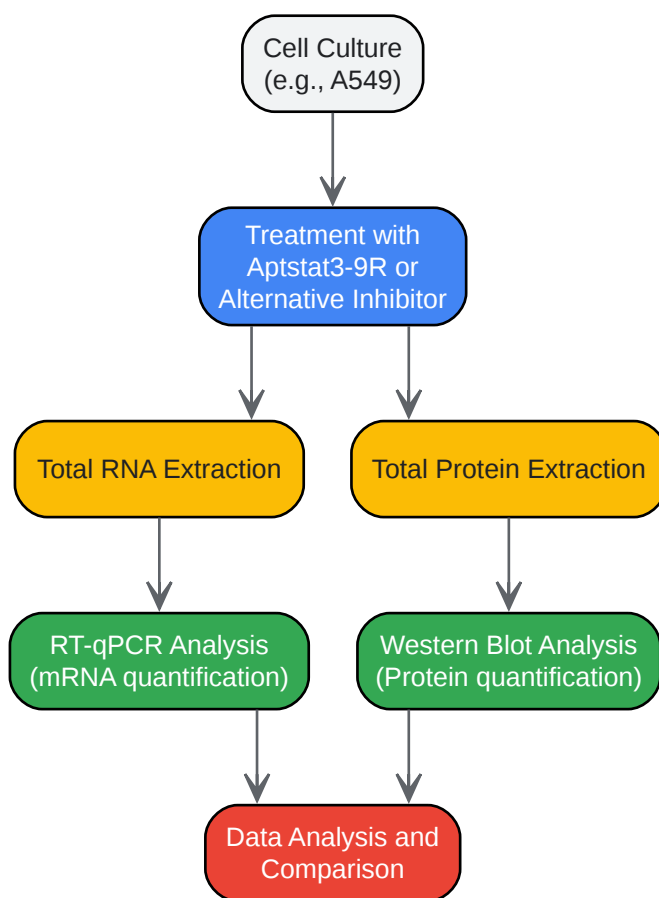 Cell Culture
(e.g., A549)
Treatment with
Aptstat3-9R or
Alternative Inhibitor
Total RNA Extraction
Total Protein Extraction
RT-qPCR Analysis
(mRNA quantification)
Western Blot Analysis
(Protein quantification)
Data Analysis and
Comparison